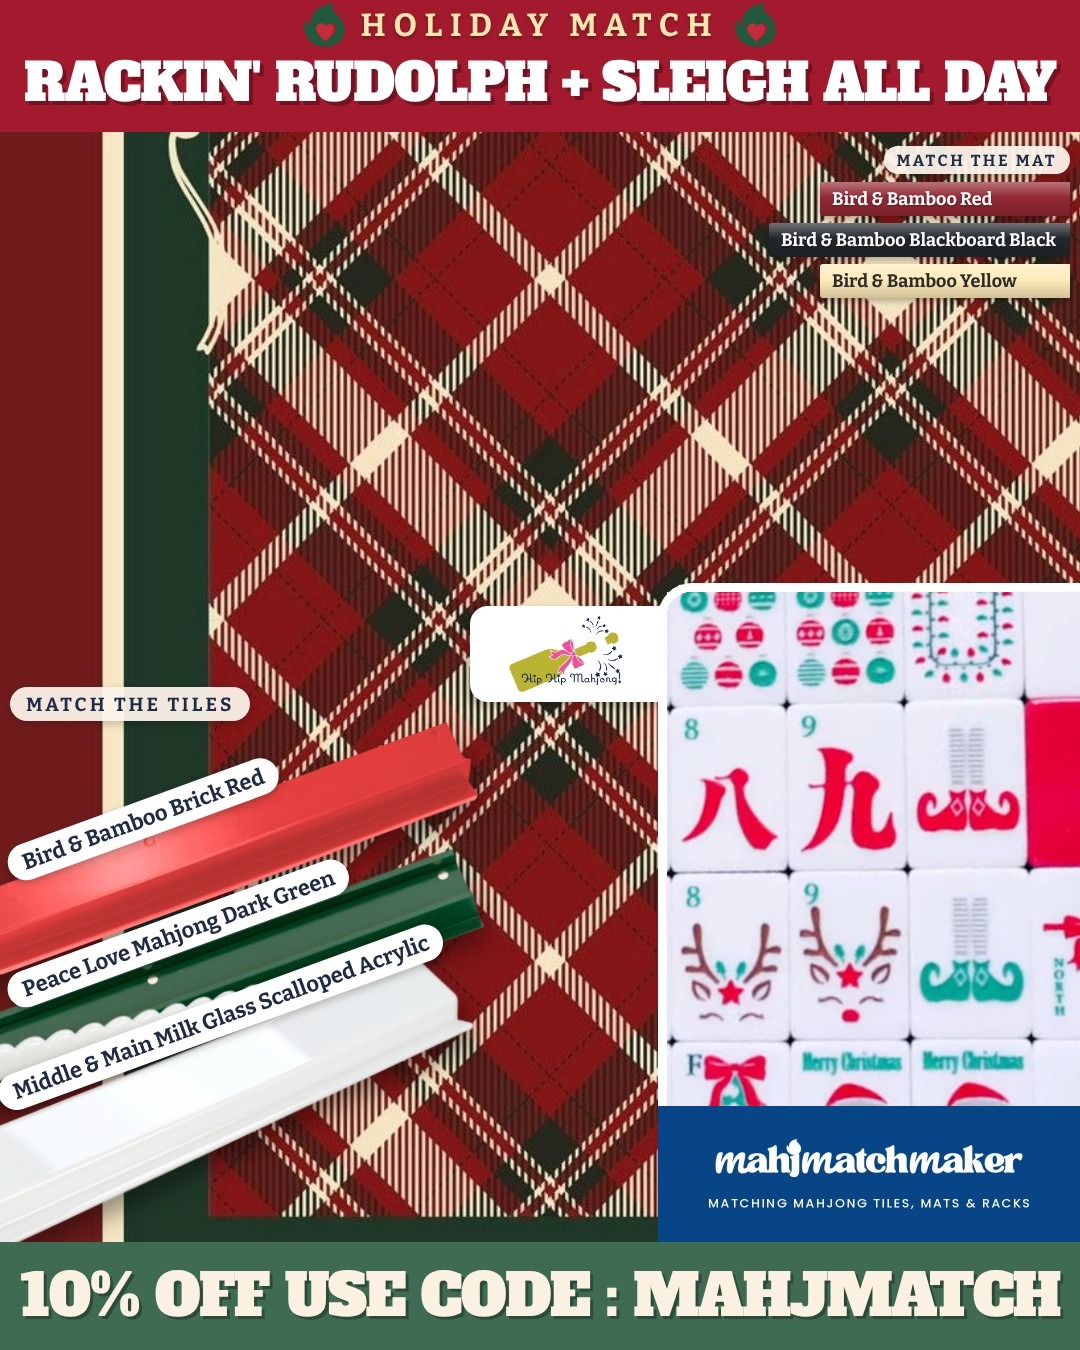 HOLIDAY MATCH
RACKIN' RUDOLPH + SLEIGH ALL DAY
MATCH THE MAT
Bird & Bamboo Red
Bird & Bamboo Blackboard Black
Bird & Bamboo Yellow
Hip Hip Mahjong!
MATCH THE TILES
Bird & Bamboo Brick Red
Peace Love Mahjong Dark Green
Middle & Main Milk Glass Scalloped Acrylic
8 9
八 九
8 9
NORTH
F Merry Christmas Merry Christmas
mahjmatchmaker
MATCHING MAHJONG TILES, MATS & RACKS
10% OFF USE CODE : MAHJMATCH